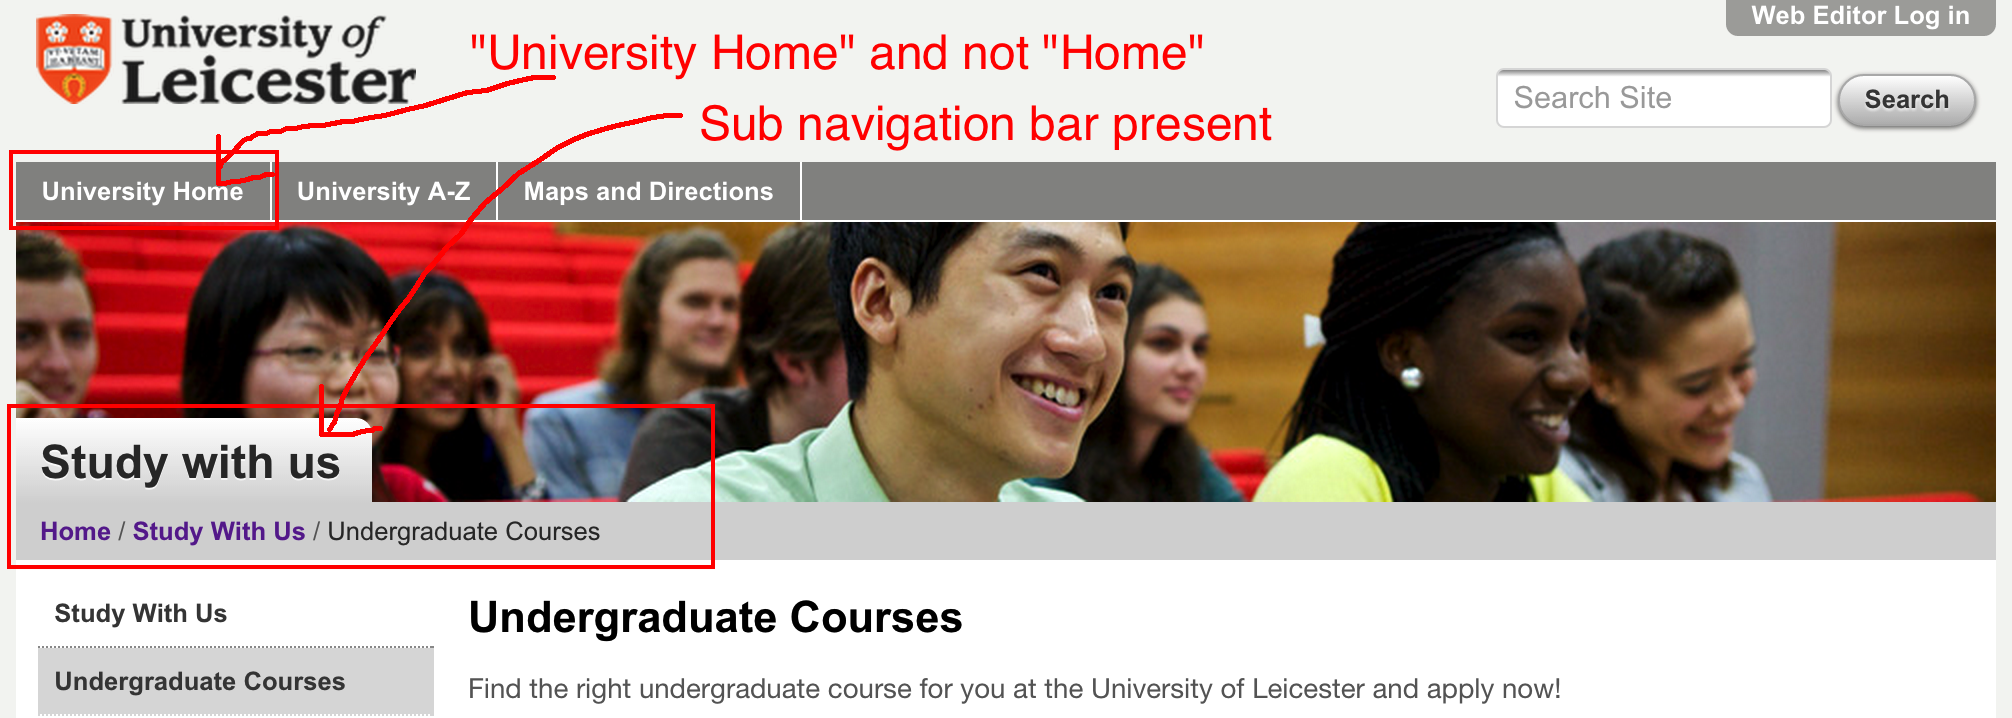 University of
Leicester
"University Home" and not "Home"
Sub navigation bar present
Web Editor Log in
Search Site
Search
University Home
University A-Z
Maps and Directions
Study with us
Home / Study With Us / Undergraduate Courses
Study With Us
Undergraduate Courses
Undergraduate Courses
Find the right undergraduate course for you at the University of Leicester and apply now!